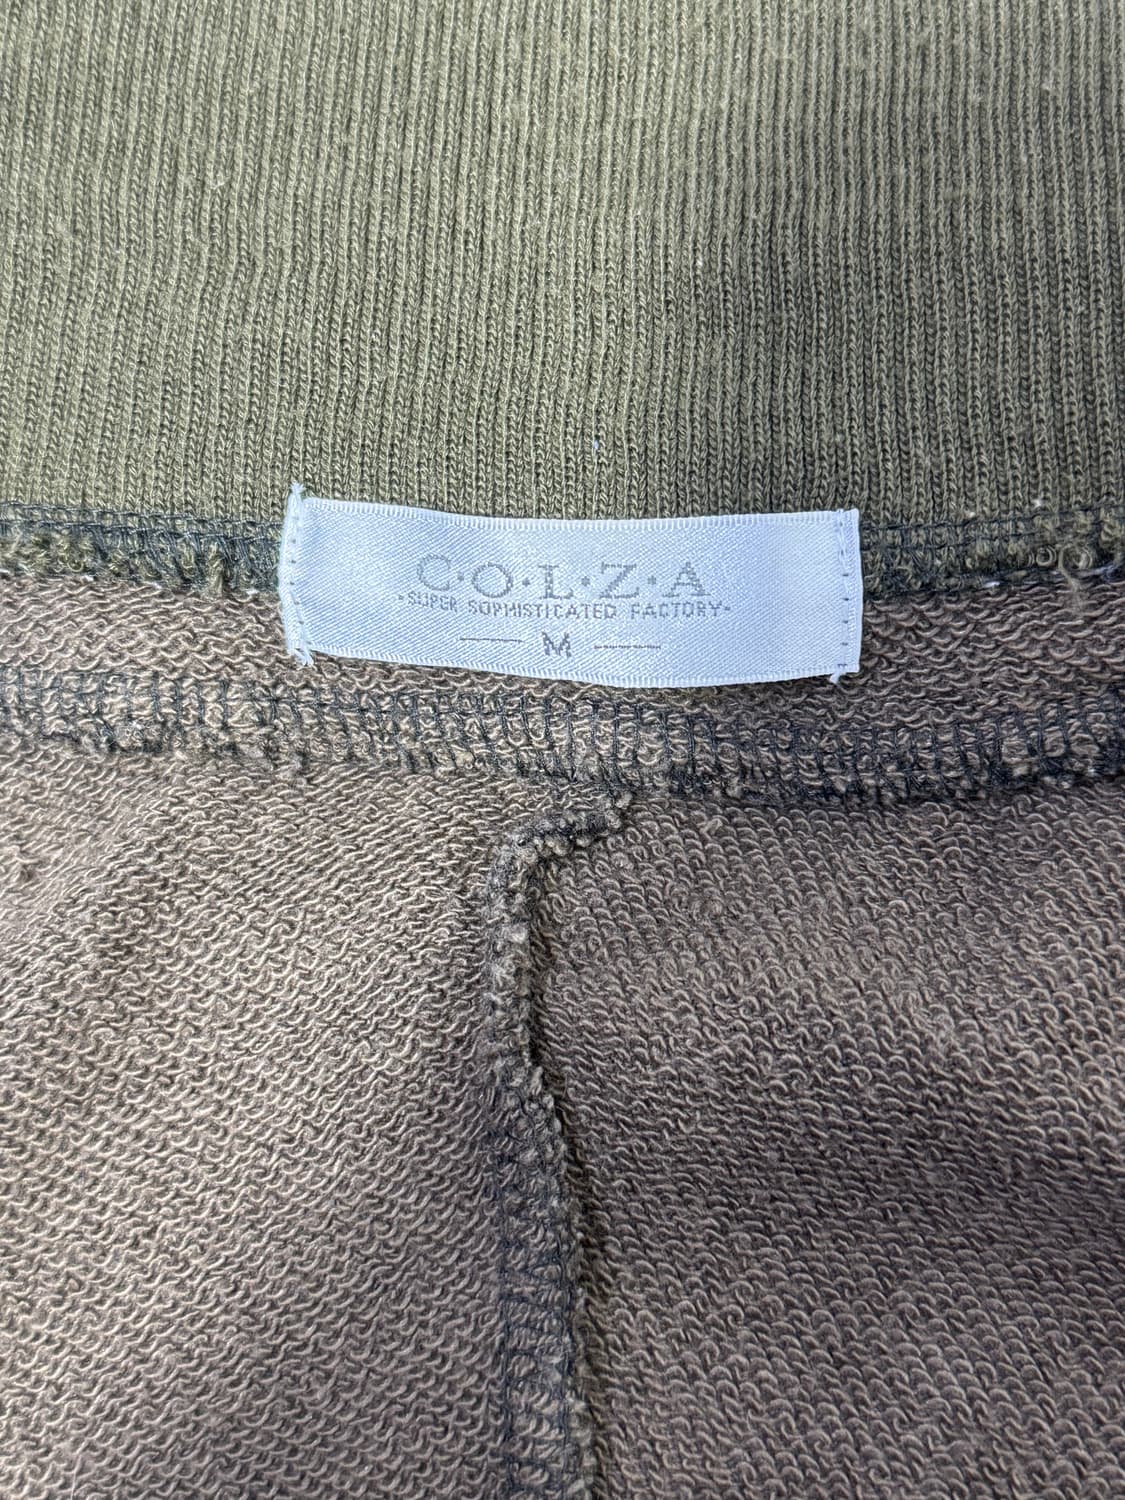 C·O·L·Z·A
·SUPER SOPHISTICATED FACTORY·
M